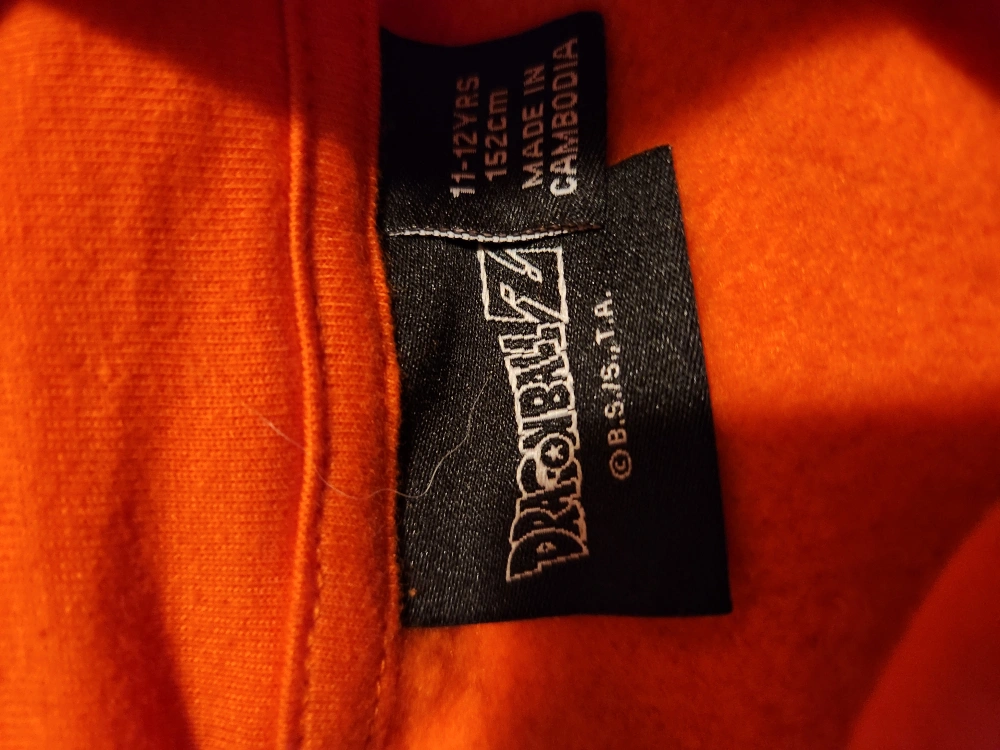 11-12YRS
152cm
MADE IN
CAMBODIA
DRAGONBALL Z
©B.S./S.,T.A.